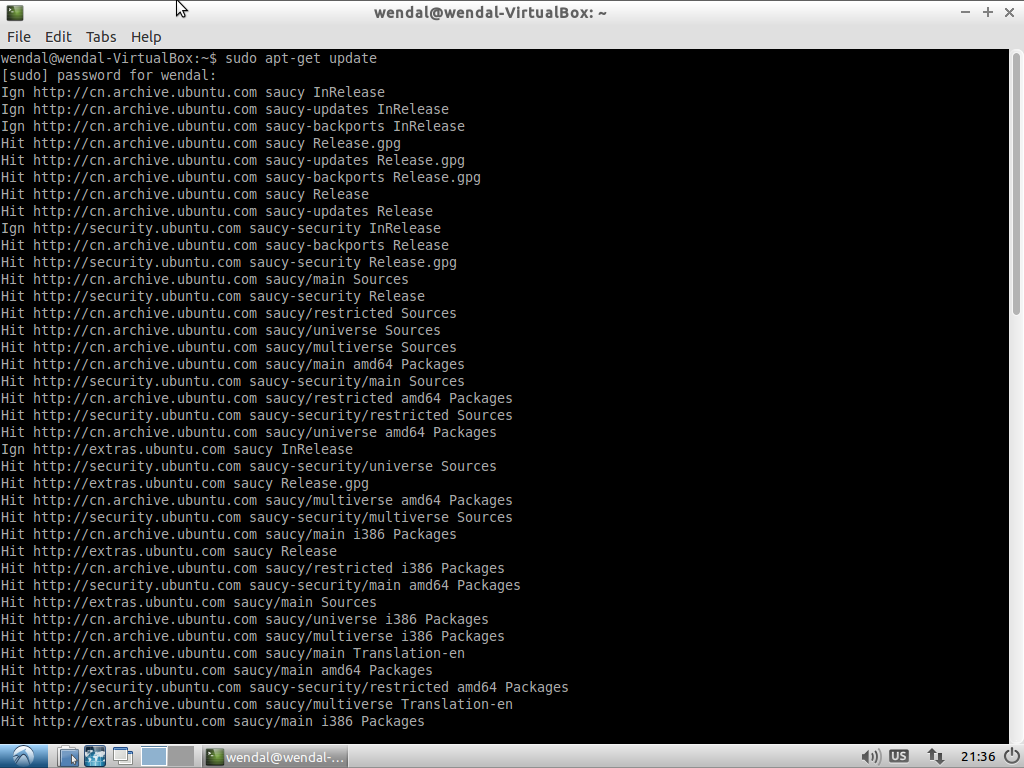 wendal@wendal-VirtualBox: ~
File Edit Tabs Help
wendal@wendal-VirtualBox:~$ sudo apt-get update
[sudo] password for wendal:
Ign http://cn.archive.ubuntu.com saucy InRelease
Ign http://cn.archive.ubuntu.com saucy-updates InRelease
Ign http://cn.archive.ubuntu.com saucy-backports InRelease
Hit http://cn.archive.ubuntu.com saucy Release.gpg
Hit http://cn.archive.ubuntu.com saucy-updates Release.gpg
Hit http://cn.archive.ubuntu.com saucy-backports Release.gpg
Hit http://cn.archive.ubuntu.com saucy Release
Hit http://cn.archive.ubuntu.com saucy-updates Release
Ign http://security.ubuntu.com saucy-security InRelease
Hit http://cn.archive.ubuntu.com saucy-backports Release
Hit http://security.ubuntu.com saucy-security Release.gpg
Hit http://cn.archive.ubuntu.com saucy/main Sources
Hit http://security.ubuntu.com saucy-security Release
Hit http://cn.archive.ubuntu.com saucy/restricted Sources
Hit http://cn.archive.ubuntu.com saucy/universe Sources
Hit http://cn.archive.ubuntu.com saucy/multiverse Sources
Hit http://cn.archive.ubuntu.com saucy/main amd64 Packages
Hit http://security.ubuntu.com saucy-security/main Sources
Hit http://cn.archive.ubuntu.com saucy/restricted amd64 Packages
Hit http://security.ubuntu.com saucy-security/restricted Sources
Hit http://cn.archive.ubuntu.com saucy/universe amd64 Packages
Ign http://extras.ubuntu.com saucy InRelease
Hit http://security.ubuntu.com saucy-security/universe Sources
Hit http://extras.ubuntu.com saucy Release.gpg
Hit http://cn.archive.ubuntu.com saucy/multiverse amd64 Packages
Hit http://security.ubuntu.com saucy-security/multiverse Sources
Hit http://cn.archive.ubuntu.com saucy/main i386 Packages
Hit http://extras.ubuntu.com saucy Release
Hit http://cn.archive.ubuntu.com saucy/restricted i386 Packages
Hit http://security.ubuntu.com saucy-security/main amd64 Packages
Hit http://extras.ubuntu.com saucy/main Sources
Hit http://cn.archive.ubuntu.com saucy/universe i386 Packages
Hit http://cn.archive.ubuntu.com saucy/multiverse i386 Packages
Hit http://cn.archive.ubuntu.com saucy/main Translation-en
Hit http://extras.ubuntu.com saucy/main amd64 Packages
Hit http://security.ubuntu.com saucy-security/restricted amd64 Packages
Hit http://cn.archive.ubuntu.com saucy/multiverse Translation-en
Hit http://extras.ubuntu.com saucy/main i386 Packages
wendal@wendal-... US 21:36